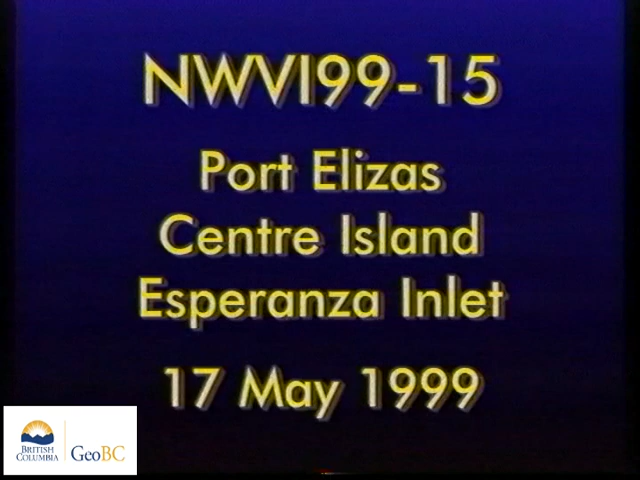 NWVI99-15
Port Elizas
Centre Island
Esperanza Inlet
17 May 1999
BRITISH
COLUMBIA
GeoBC